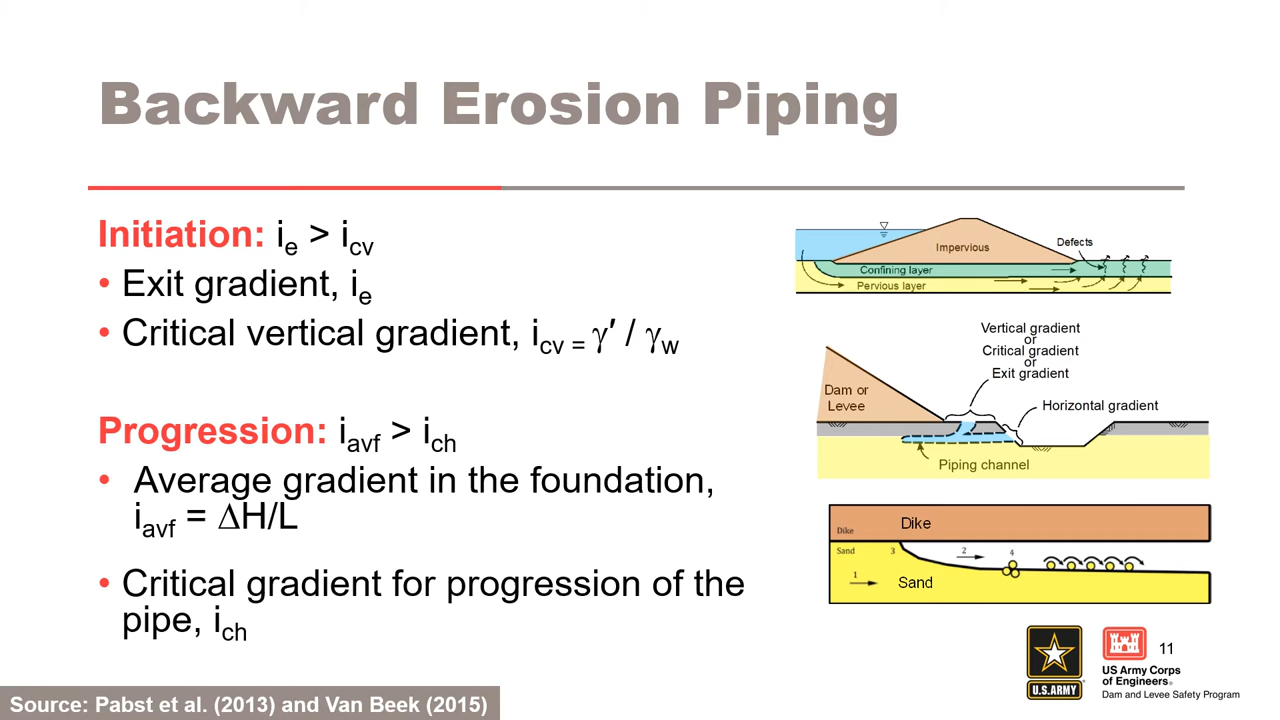 Backward Erosion Piping
Initiation: ie > icv
• Exit gradient, ie
• Critical vertical gradient, icv = γ′ / γw
Progression: iavf > ich
• Average gradient in the foundation,
iavf = ΔH/L
• Critical gradient for progression of the
pipe, ich
Impervious
Defects
Confining layer
Pervious layer
Vertical gradient
or
Critical gradient
or
Exit gradient
Dam or
Levee
Horizontal gradient
Piping channel
Dike
Dike
Sand
3
2
4
1
Sand
U.S.ARMY
US Army Corps
of Engineers®
Dam and Levee Safety Program
11
Source: Pabst et al. (2013) and Van Beek (2015)